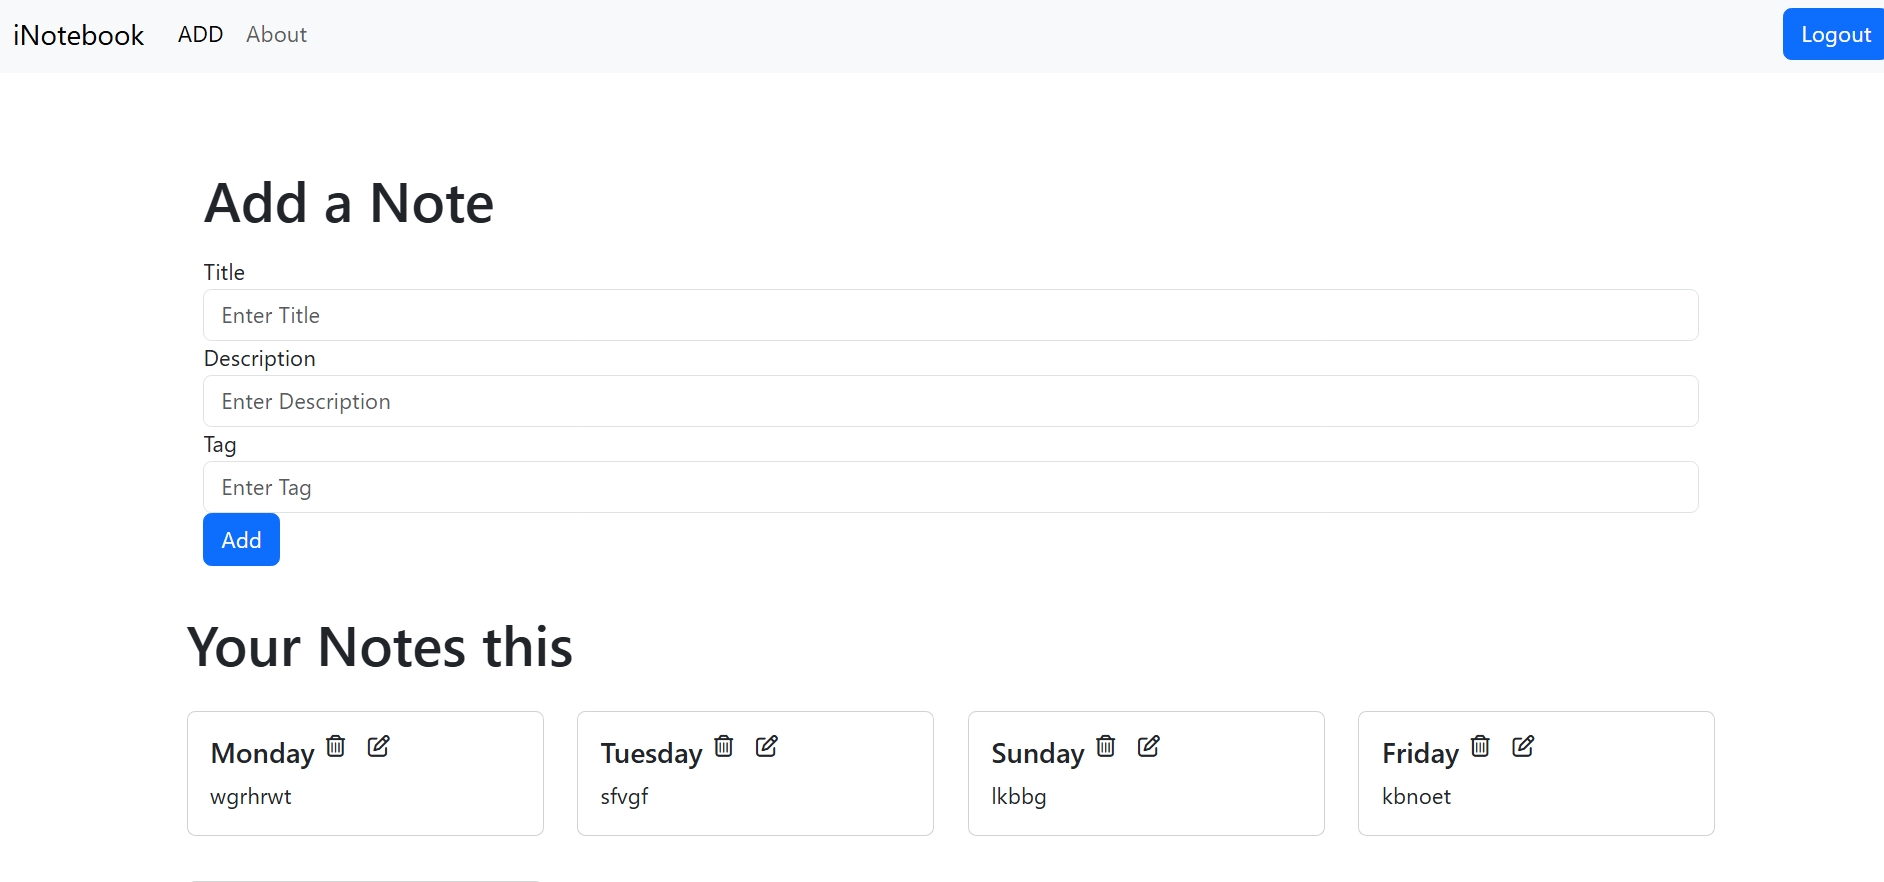 iNotebook ADD About Logout
Add a Note
Title
Enter Title
Description
Enter Description
Tag
Enter Tag
Add
Your Notes this
Monday
wgrhrwt
Tuesday
sfvgf
Sunday
lkbbg
Friday
kbnoet